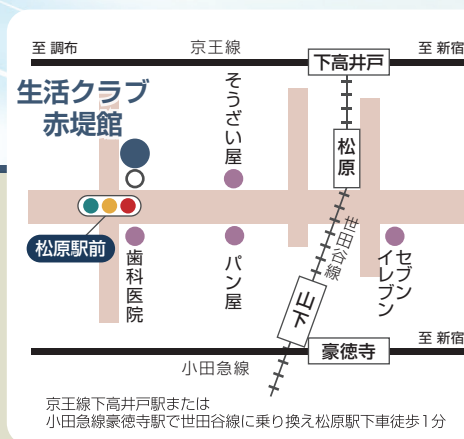 至 調布
京王線
下高井戸
至 新宿
生活クラブ
赤堤館
そうざい屋
松原
松原駅前
歯科医院
パン屋
世田谷線
セブン
イレブン
山下
豪徳寺
至 新宿
小田急線
京王線下高井戸駅または
小田急線豪徳寺駅で世田谷線に乗り換え松原駅下車徒歩1分